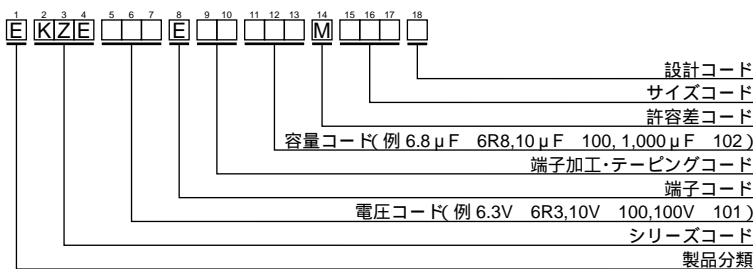 1 2 3 4 5 6 7 8 9 10 11 12 13 14 15 16 17 18
E K Z E E M
設計コード
サイズコード
許容差コード
容量コード( 例 6.8μF 6R8,10μF 100, 1,000μF 102 )
端子加工・テーピングコード
端子コード
電圧コード( 例 6.3V 6R3,10V 100,100V 101 )
シリーズコード
製品分類